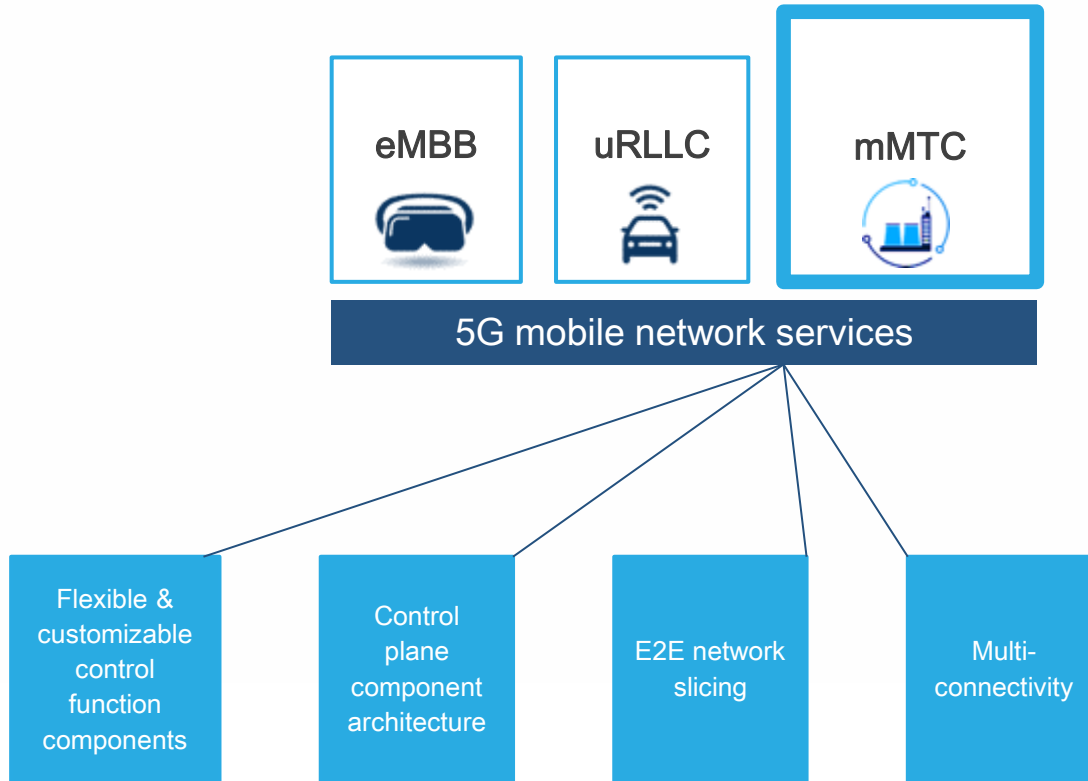 eMBB
uRLLC
mMTC
5G mobile network services
Flexible &
customizable
control
function
components
Control
plane
component
architecture
E2E network
slicing
Multi-
connectivity